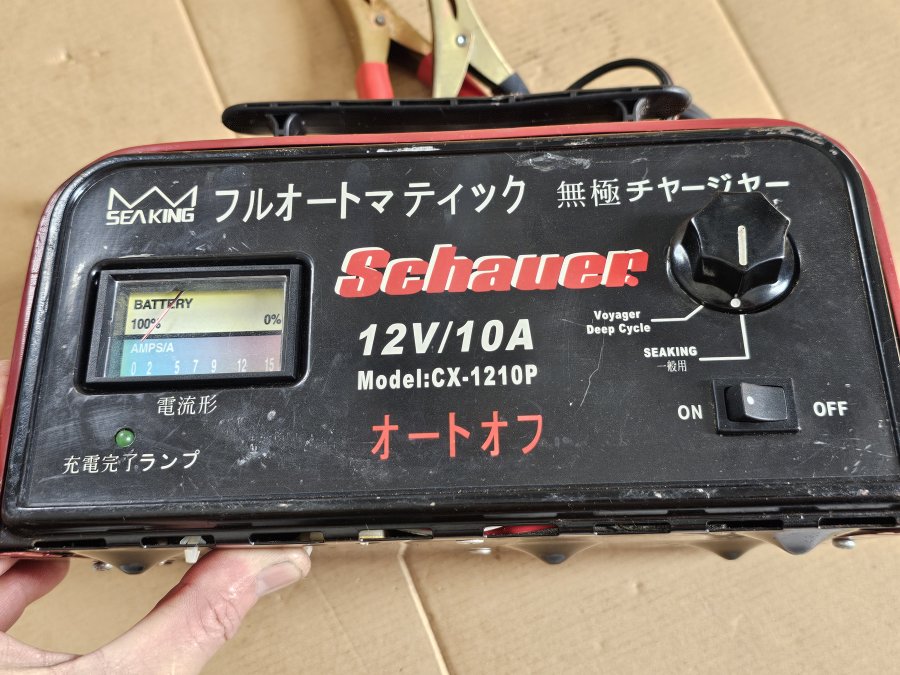 SEAKING
フルオートマティック 無極チャージャー
Schauer
12V/10A
Model:CX-1210P
オートオフ
BATTERY
100% 0%
AMPS/A
0 2 5 7 9 12 15
電流形
充電完了ランプ
Voyager
Deep Cycle
SEAKING
一般用
ON OFF